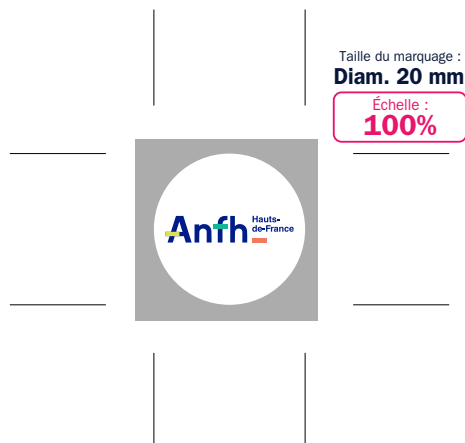 Taille du marquage :
Diam. 20 mm
Échelle :
100%
Anfh
Hauts-
de-France